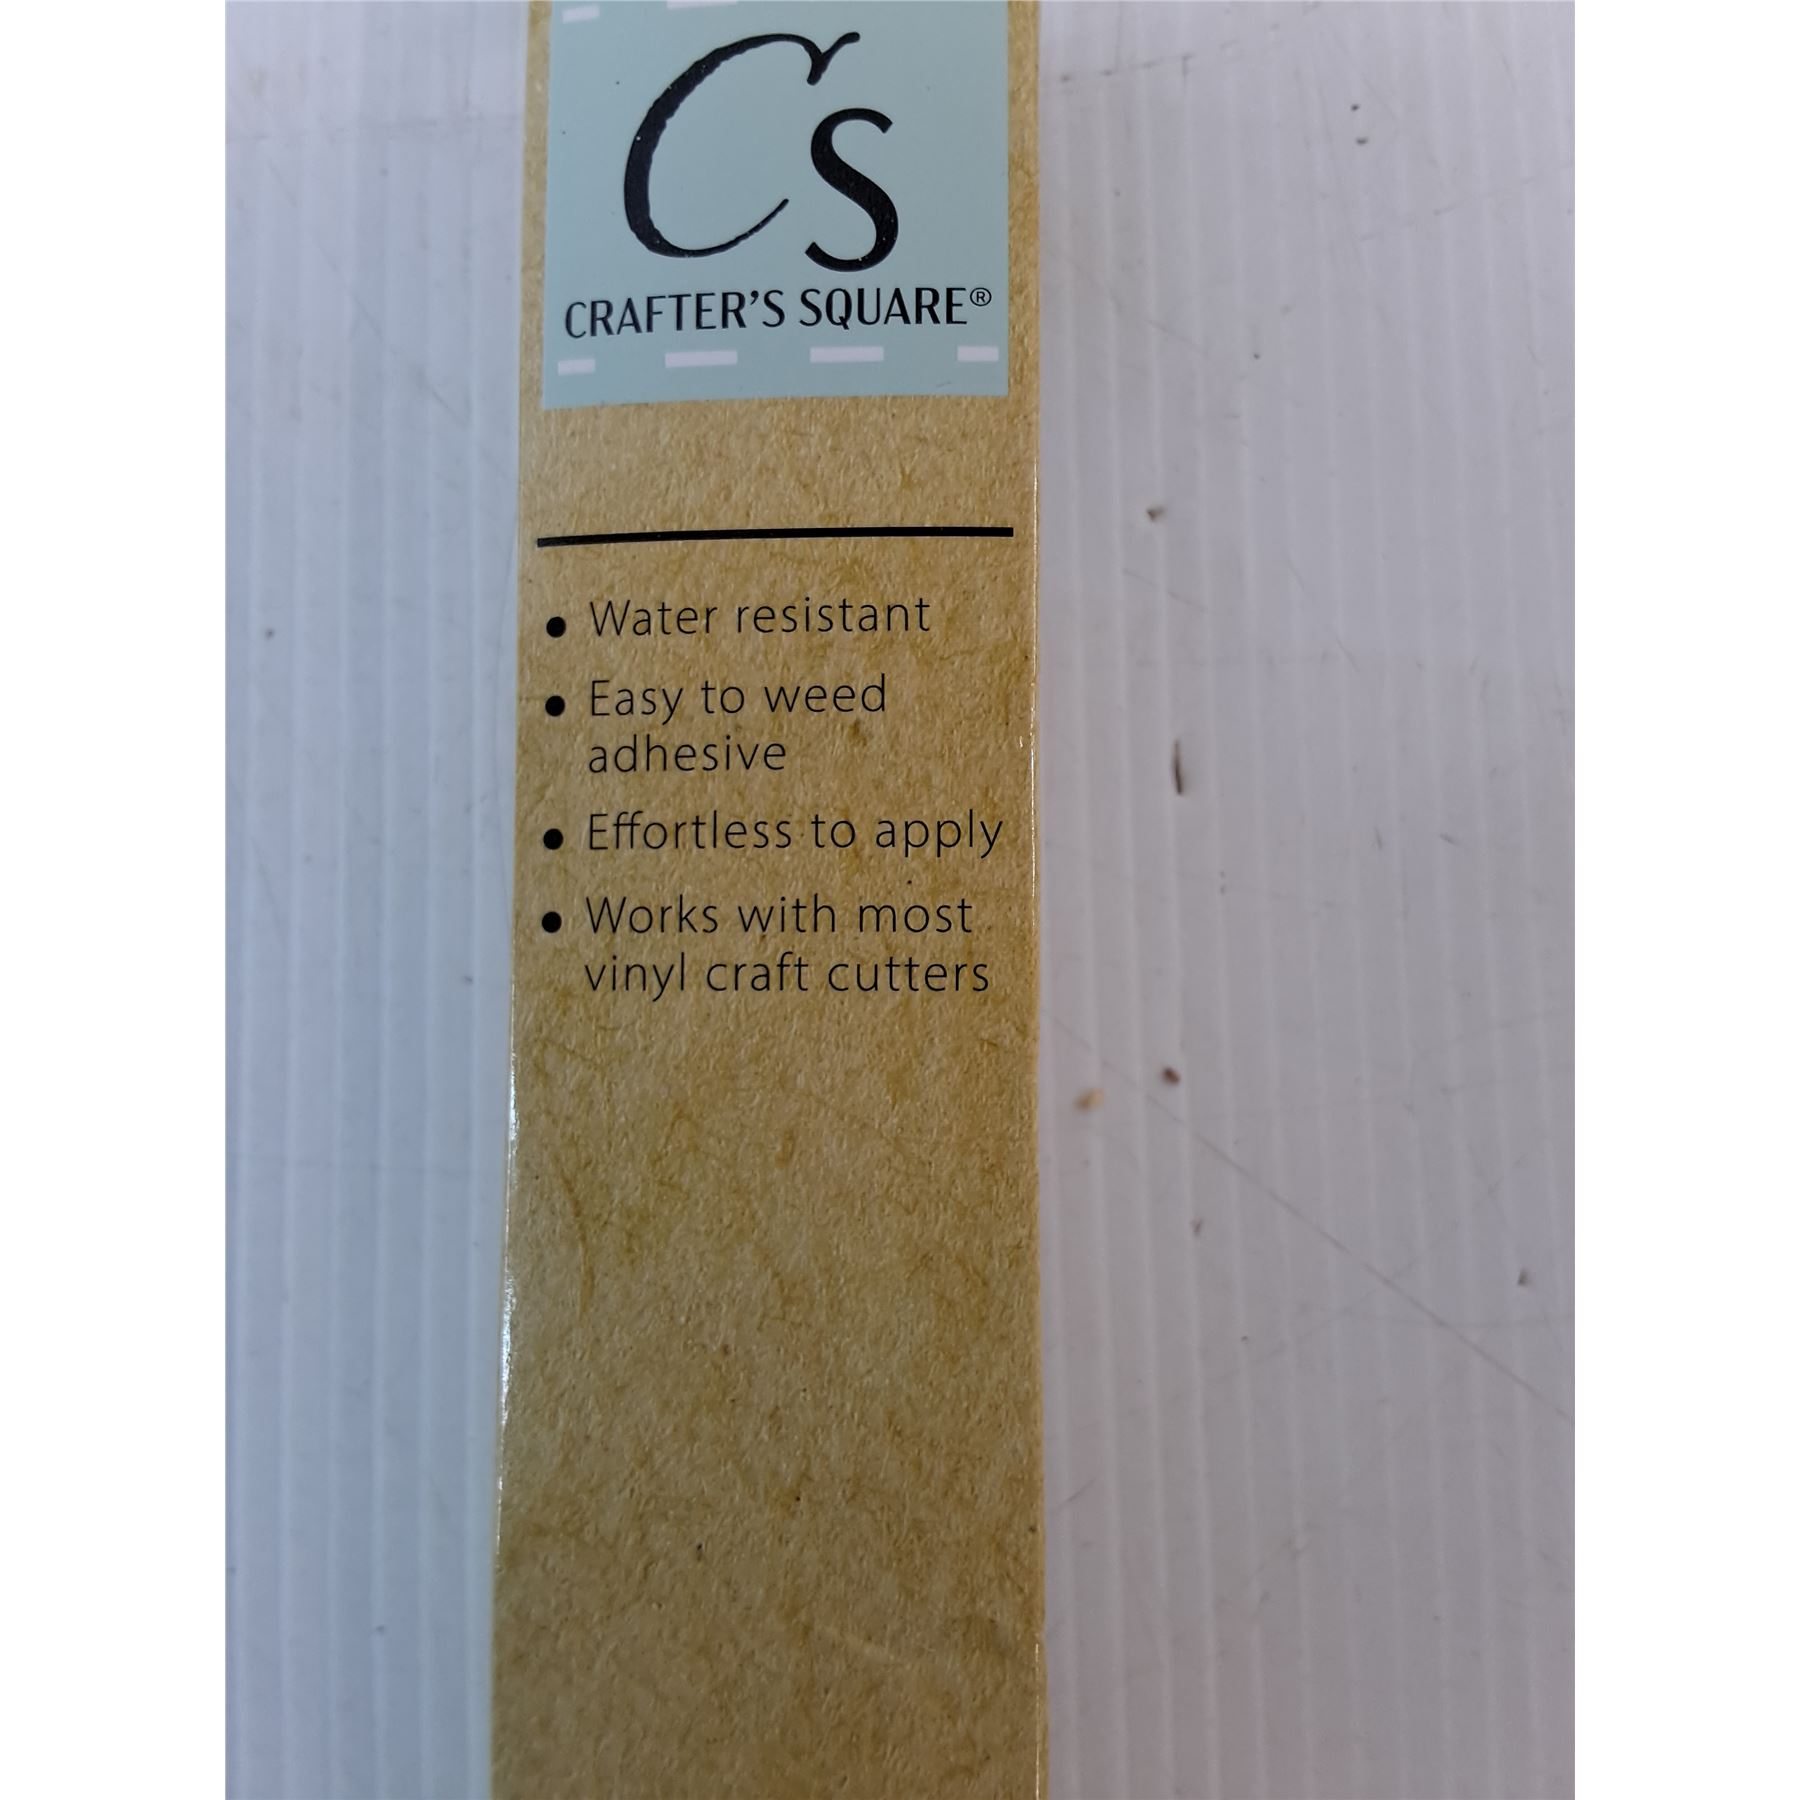 Cs
CRAFTER'S SQUARE®
• Water resistant
• Easy to weed
adhesive
• Effortless to apply
• Works with most
vinyl craft cutters